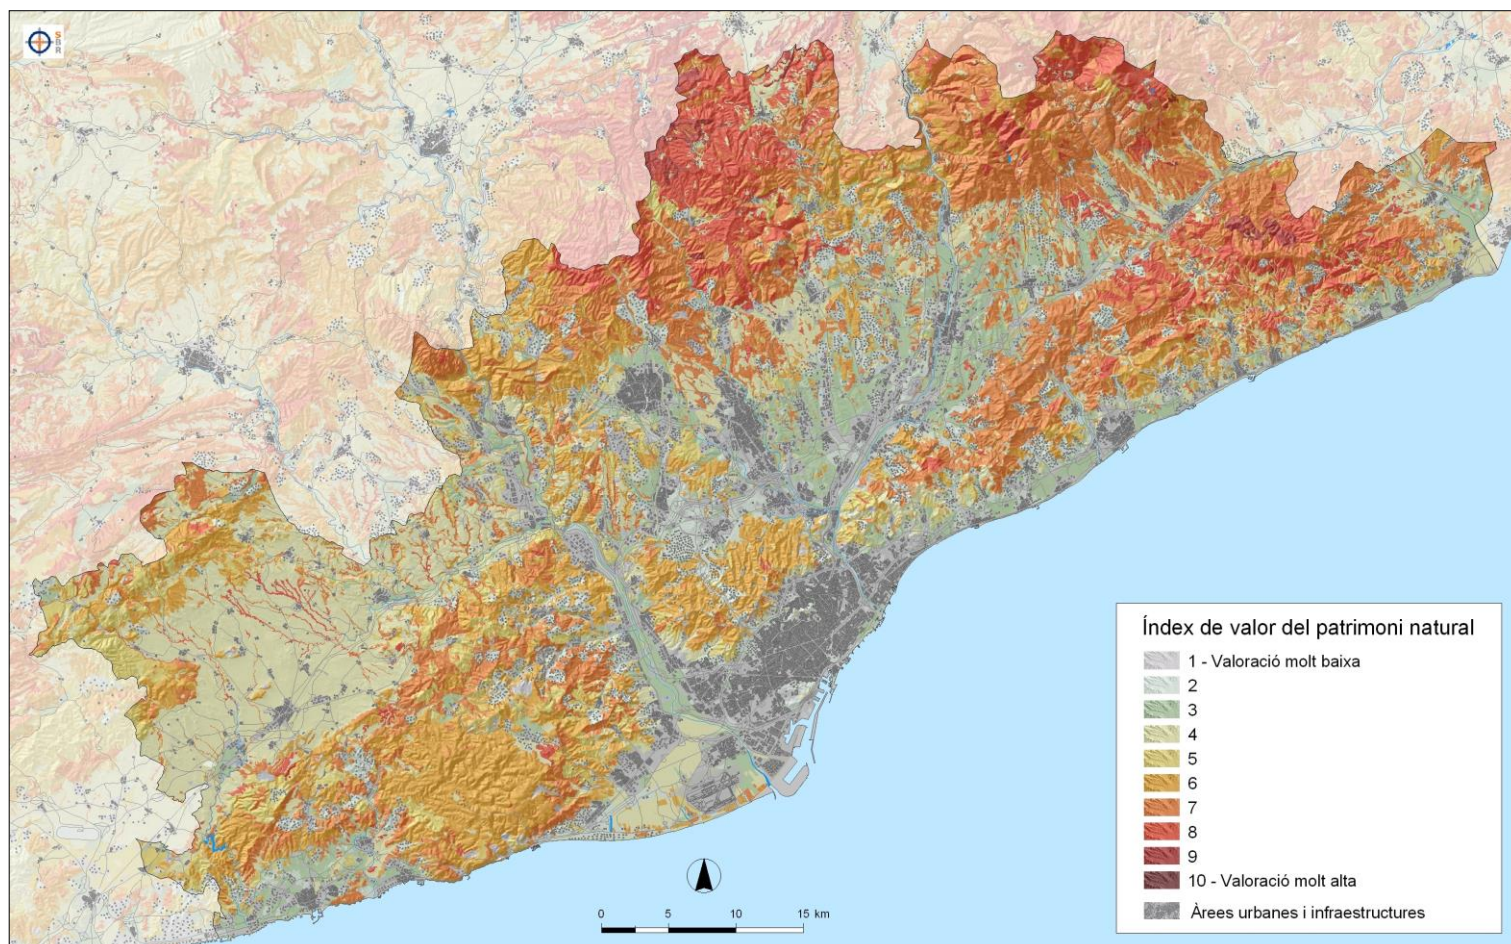 SBR
Índex de valor del patrimoni natural
1 - Valoració molt baixa
2
3
4
5
6
7
8
9
10 - Valoració molt alta
Àrees urbanes i infraestructures
0 5 10 15 km